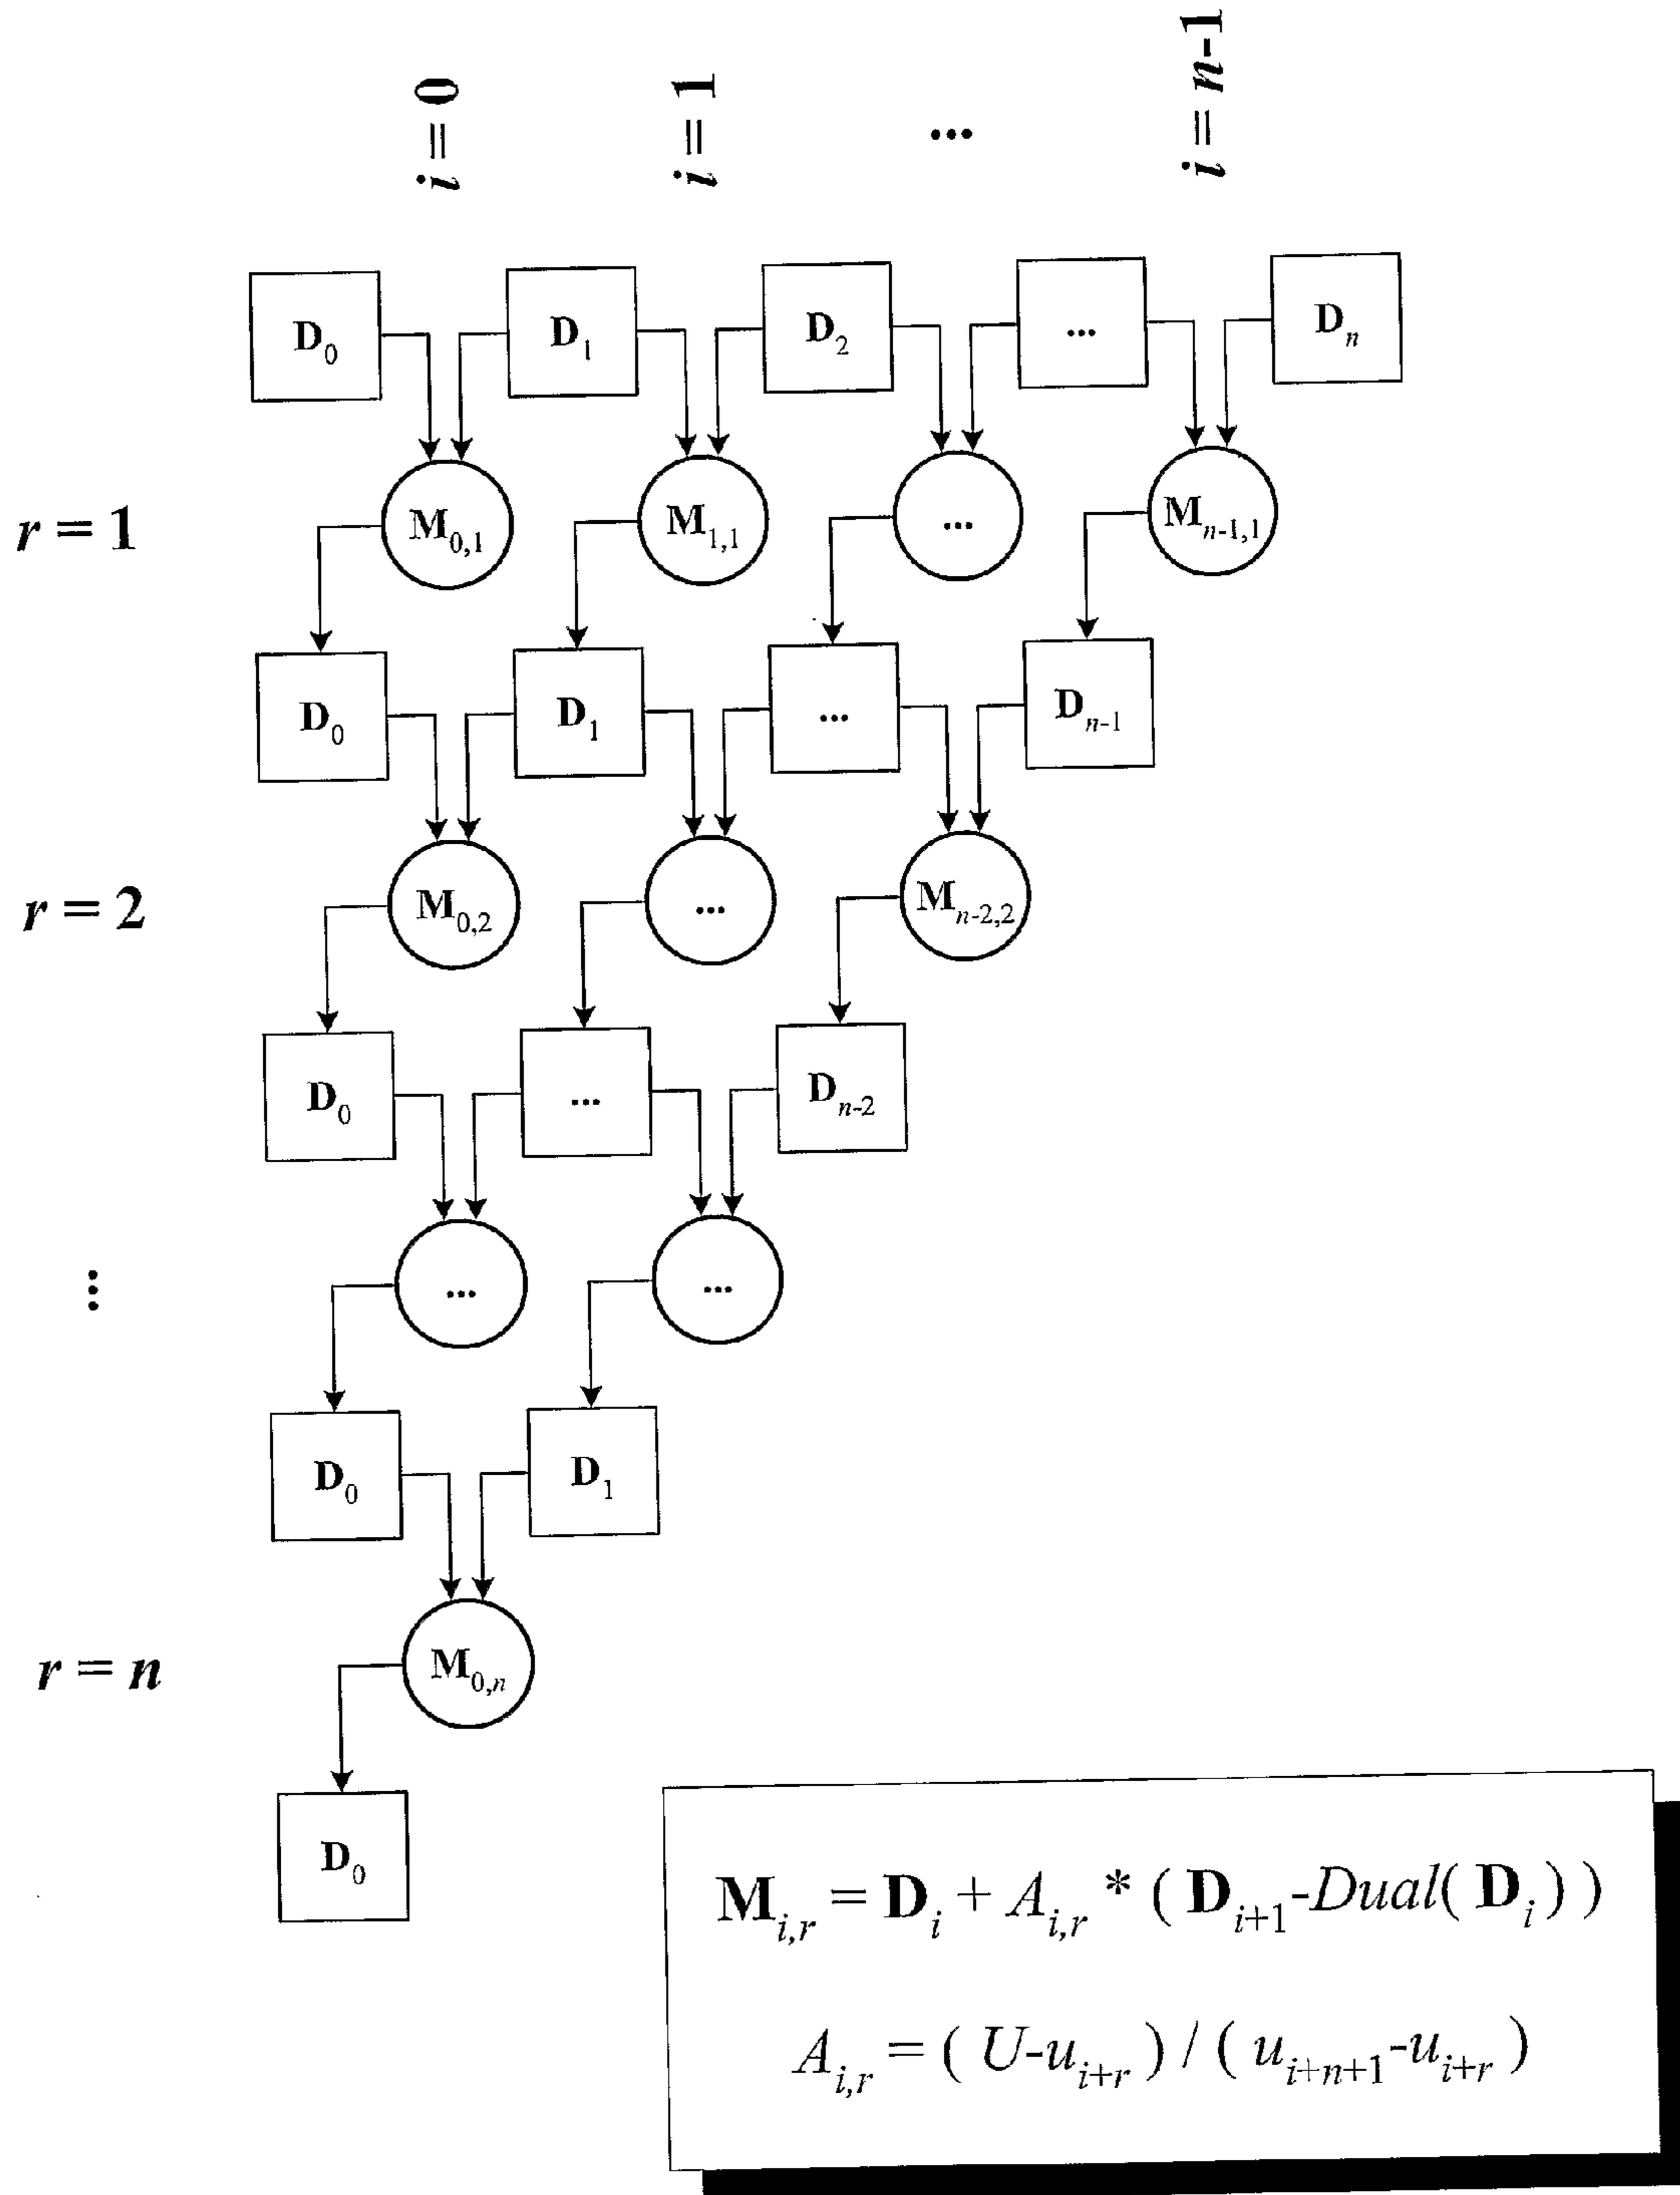 i = 0 i = 1 ... i = n-1
D0 D1 D2 ... Dn
r = 1 M0,1 M1,1 ... Mn-1,1
D0 D1 ... Dn-1
r = 2 M0,2 ... Mn-2,2
D0 ... Dn-2
... ... ...
D0 D1
r = n M0,n
D0
Mi,r = Di + Ai,r * ( Di+1-Dual( Di ) )
Ai,r = ( U-ui+r ) / ( ui+n+1-ui+r )